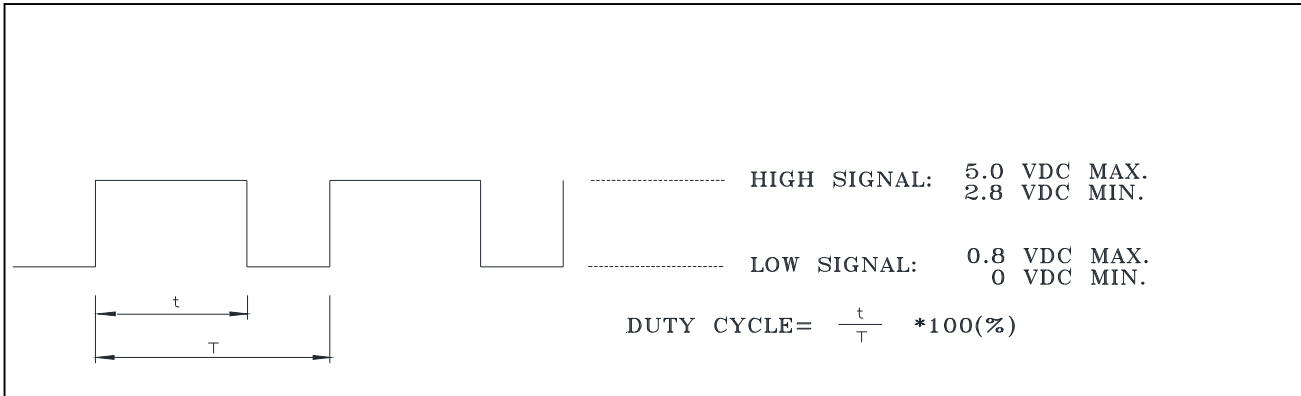 HIGH SIGNAL: 5.0 VDC MAX.
2.8 VDC MIN.
LOW SIGNAL: 0.8 VDC MAX.
0 VDC MIN.
t
T
DUTY CYCLE= t/T *100(%)